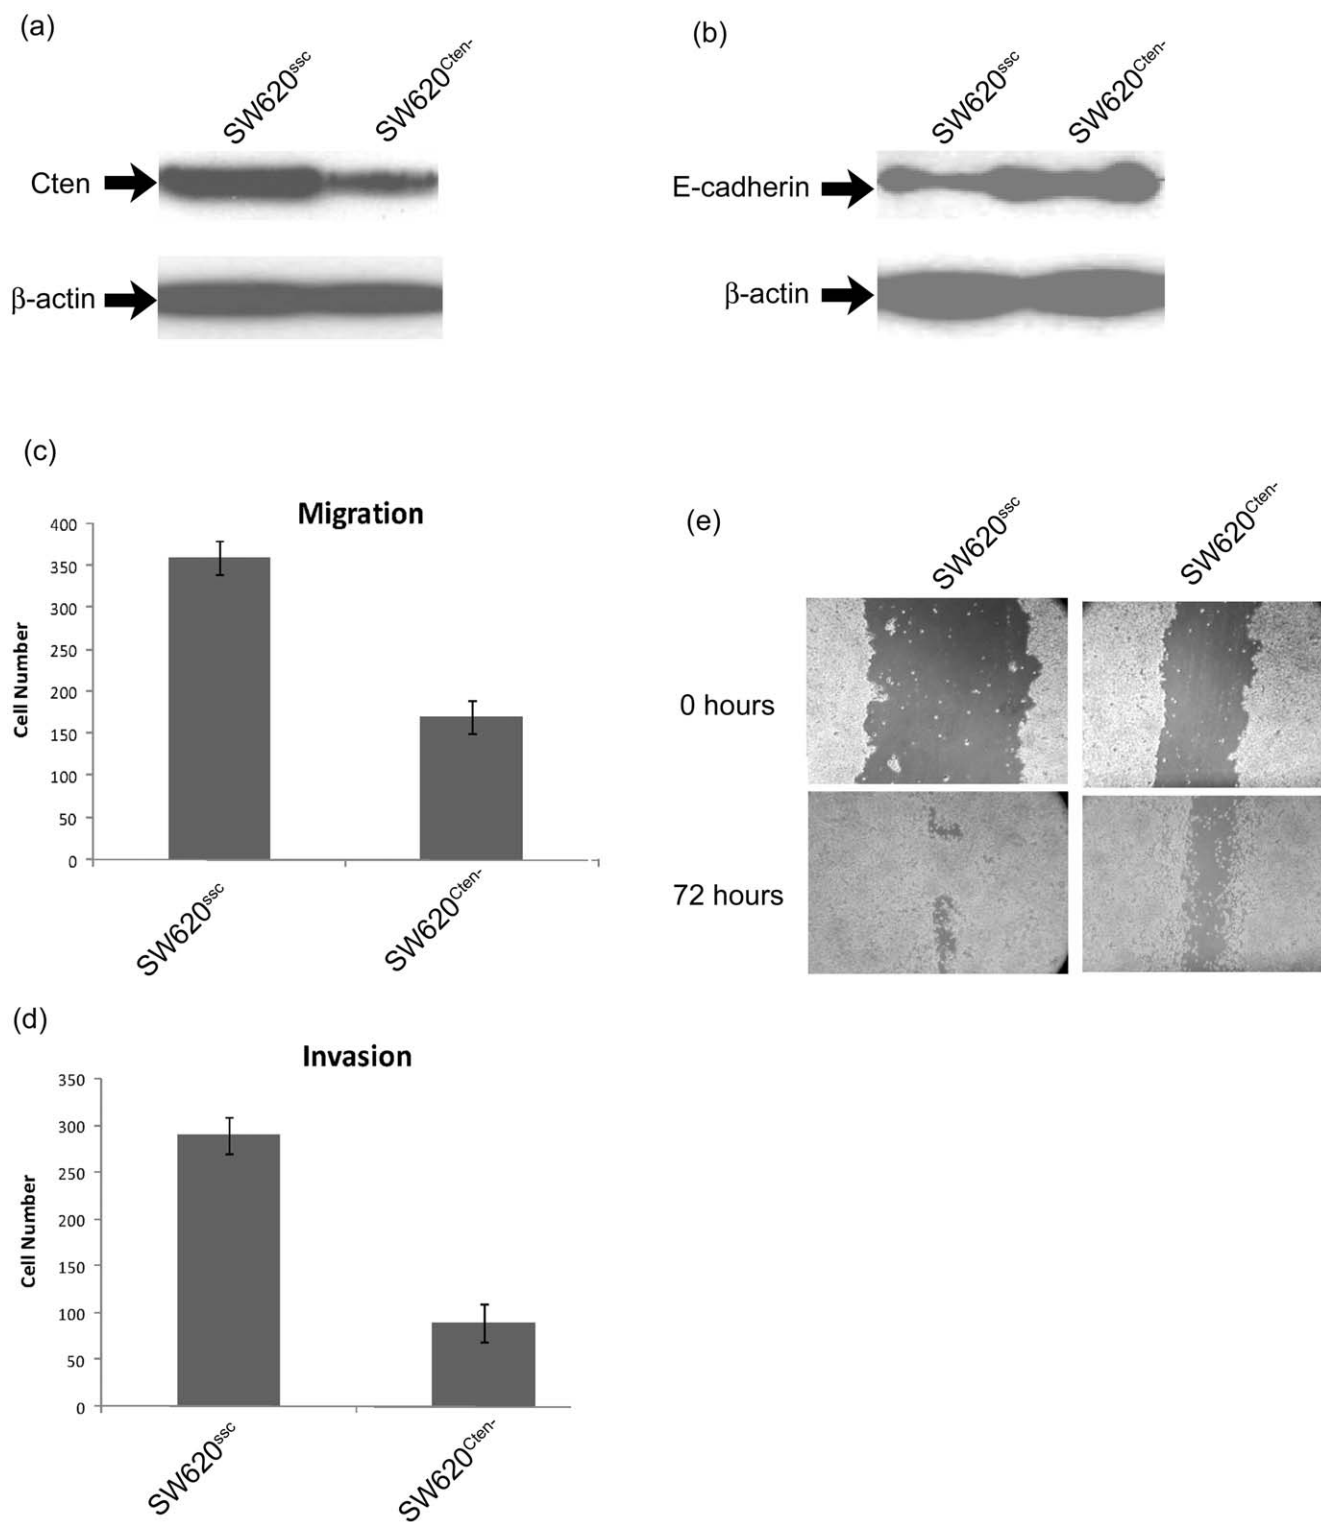 (a)
SW620ssc
SW620Cten-
Cten
β-actin
(b)
SW620ssc
SW620Cten-
E-cadherin
β-actin
(c)
Migration
Cell Number
400
350
300
250
200
150
100
50
0
SW620ssc
SW620Cten-
(d)
Invasion
Cell Number
350
300
250
200
150
100
50
0
SW620ssc
SW620Cten-
(e)
SW620ssc
SW620Cten-
0 hours
72 hours